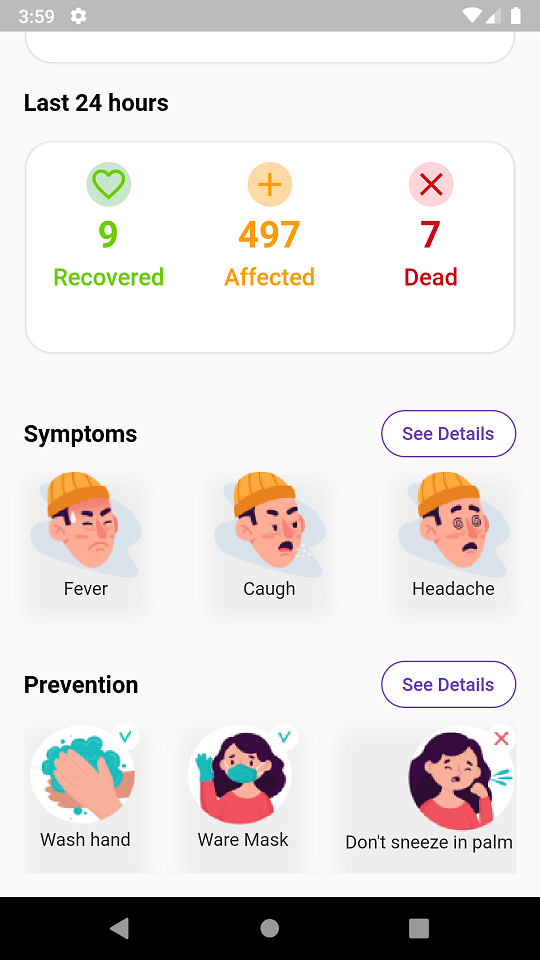 3:59
Last 24 hours
9 497 7
Recovered Affected Dead
Symptoms See Details
Fever Caugh Headache
Prevention See Details
Wash hand Ware Mask Don't sneeze in palm